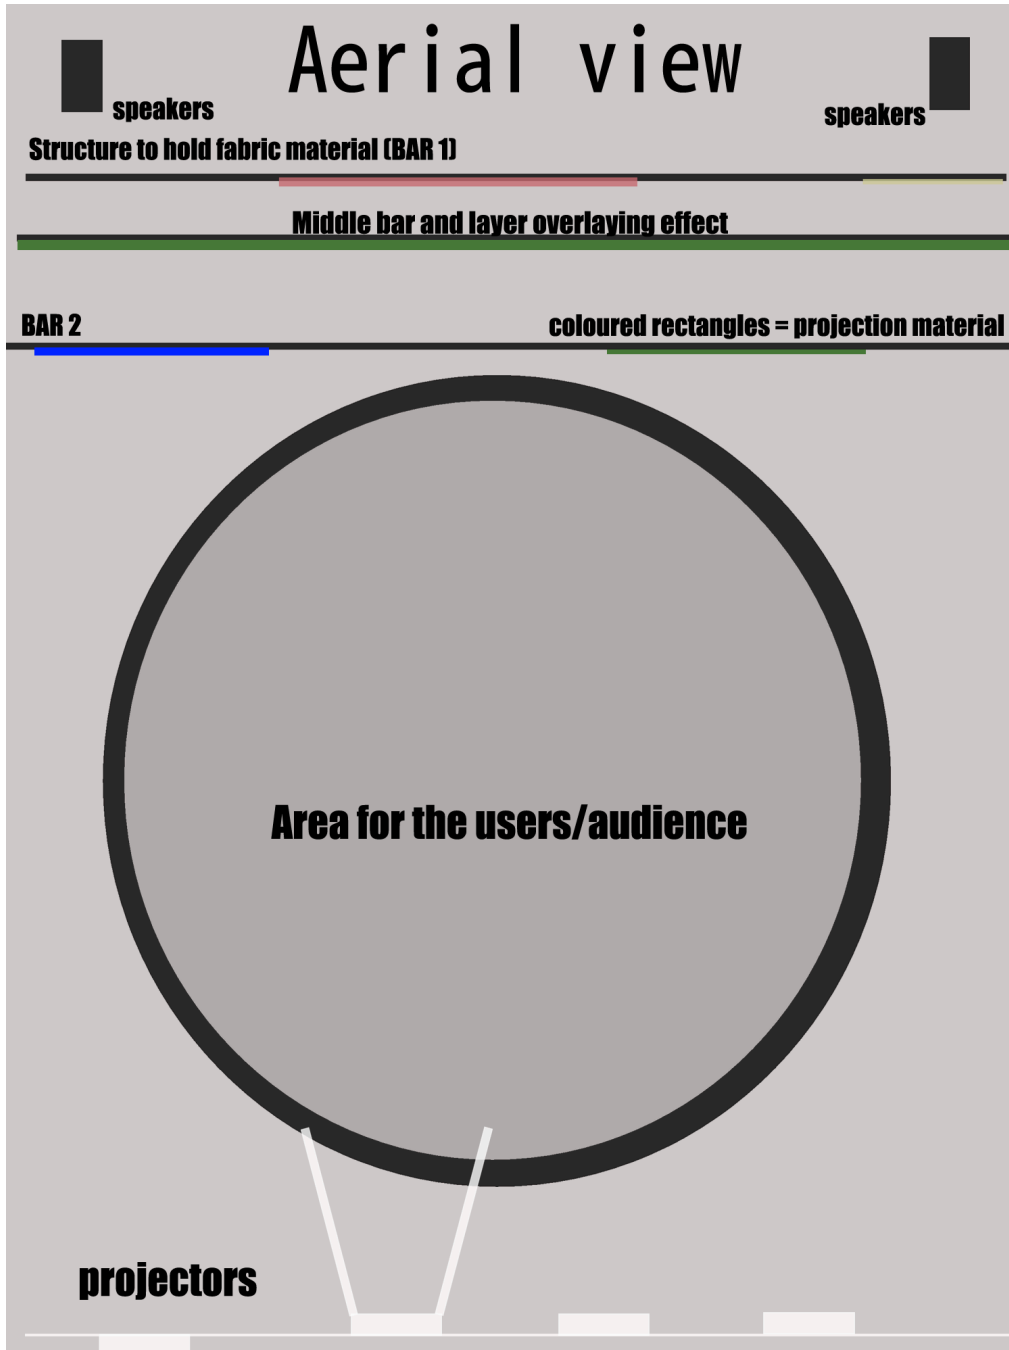 Aerial view
speakers
speakers
Structure to hold fabric material (BAR 1)
Middle bar and layer overlaying effect
BAR 2
coloured rectangles = projection material
Area for the users/audience
projectors